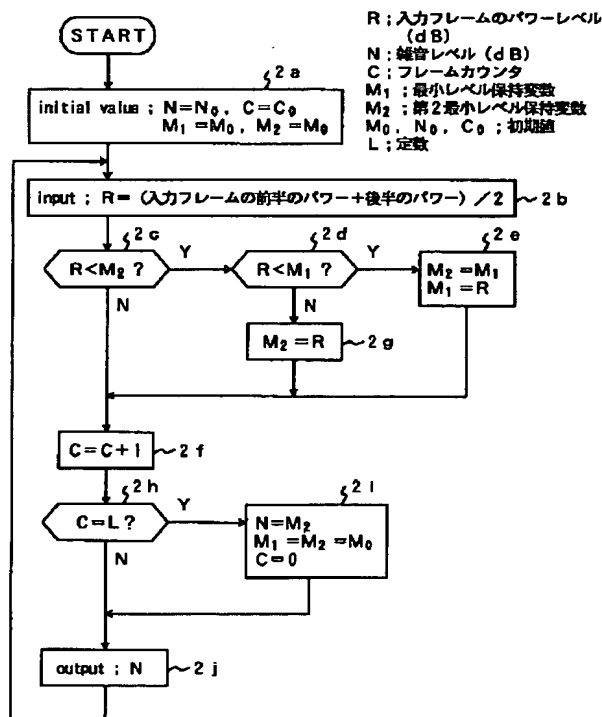 START
R；入力フレームのパワーレベル
（dB）
N；雑音レベル（dB）
C；フレームカウンタ
M₁；最小レベル保持変数
M₂；第2最小レベル保持変数
M₀，N₀，C₀；初期値
L；定数
2a
initial value；N=N₀，C=C₀
M₁=M₀，M₂=M₀
input；R=（入力フレームの前半のパワー+後半のパワー）/2
2b
2c
R<M₂？
Y
N
2d
R<M₁？
Y
N
2e
M₂=M₁
M₁=R
M₂=R
2g
C=C+1
2f
2h
C=L？
Y
N
2i
N=M₂
M₁=M₂=M₀
C=0
output；N
2j